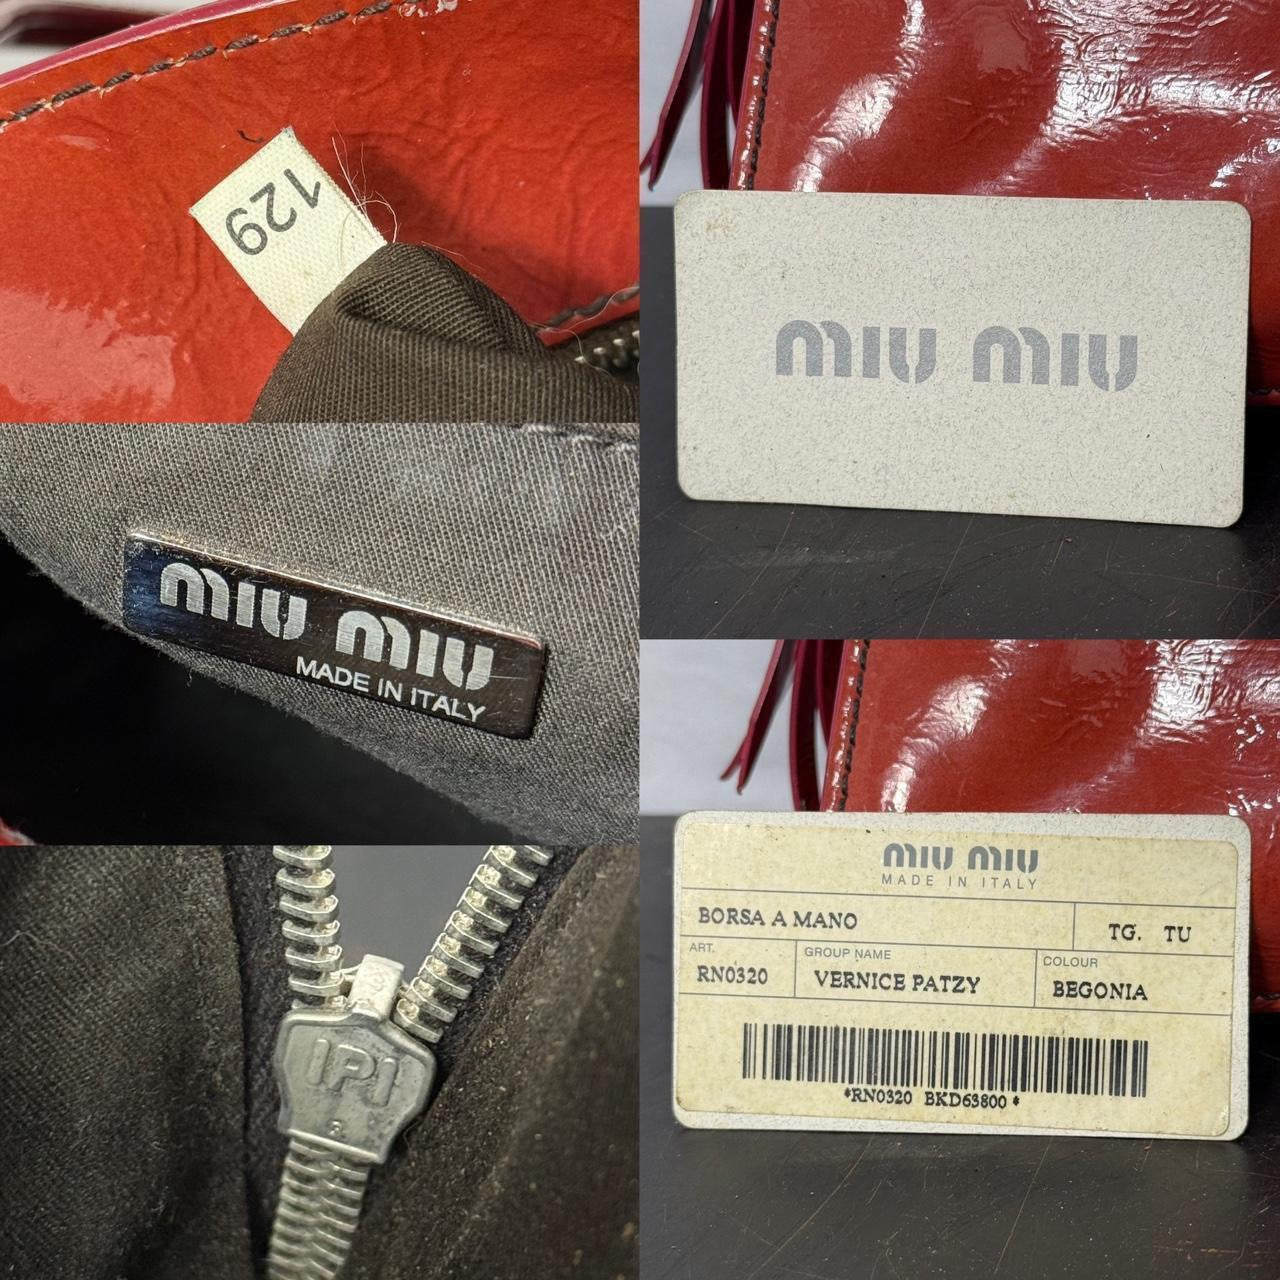 129
MIU MIU
MIU MIU
MADE IN ITALY
IPI
R
MIU MIU
MADE IN ITALY
BORSA A MANO
TG. TU
ART.
RN0320
GROUP NAME
VERNICE PATZY
COLOUR
BEGONIA
*RN0320 BKD63800*